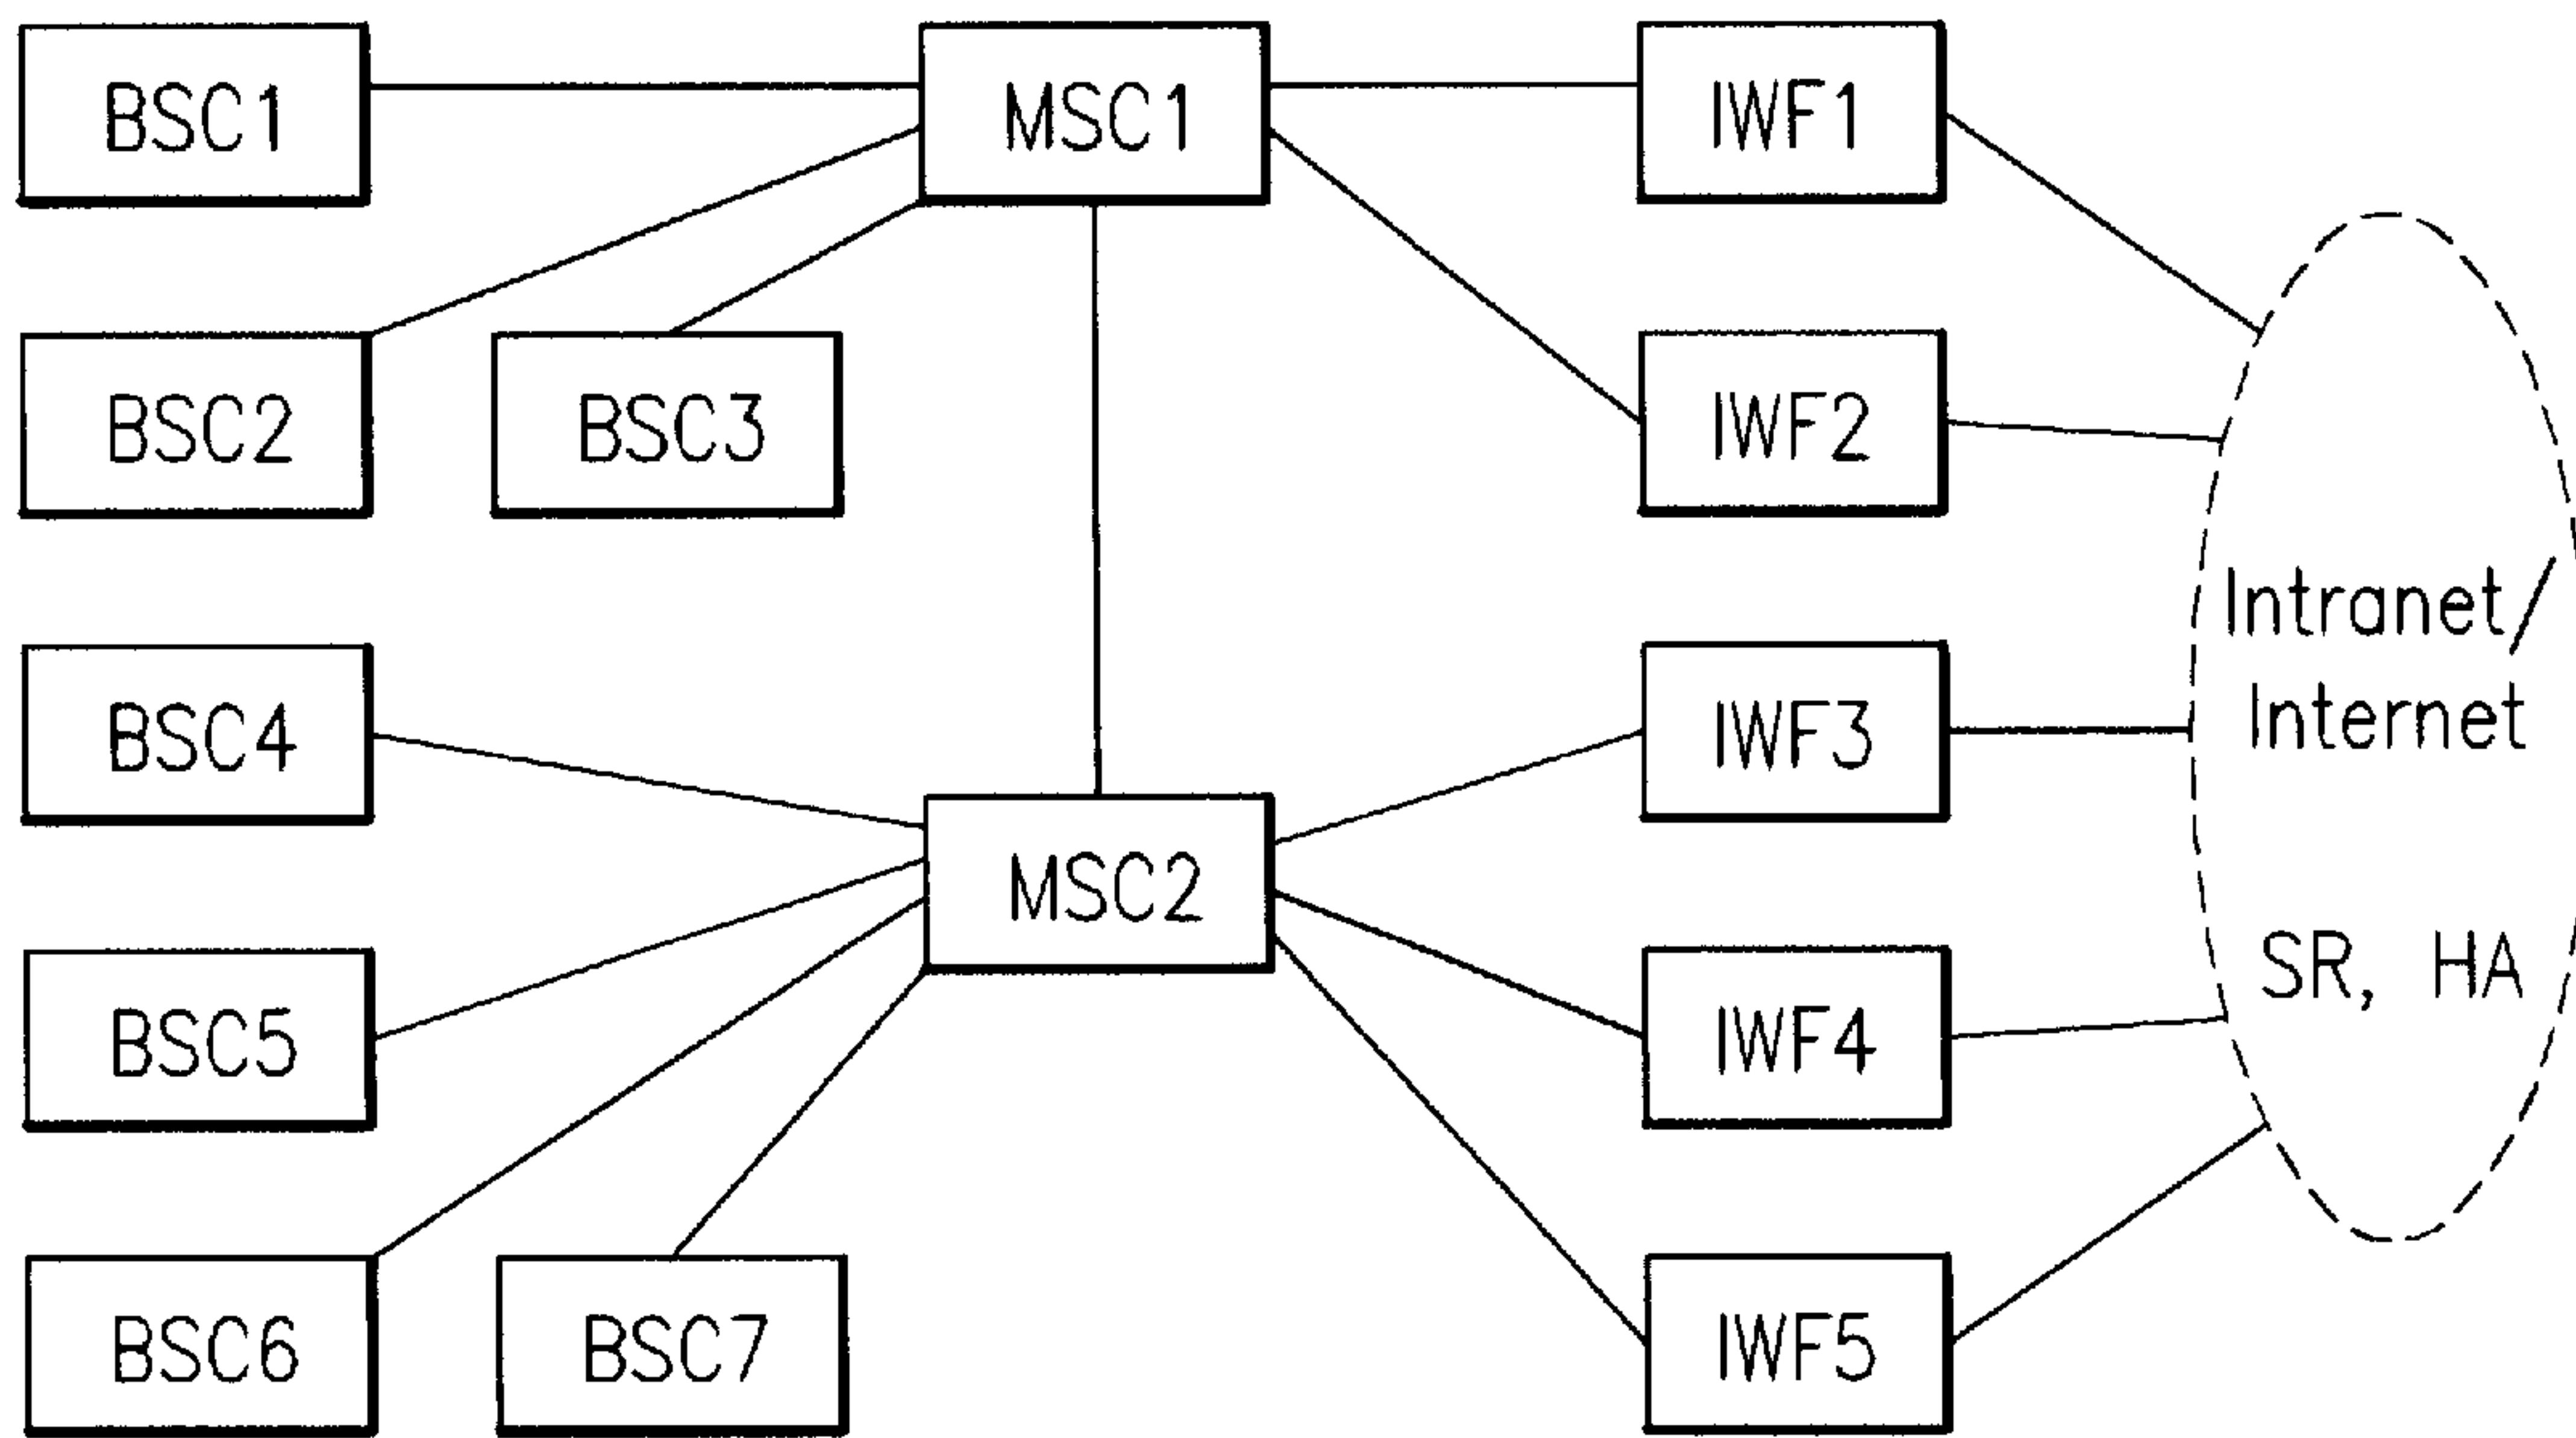 BSC1
MSC1
IWF1
BSC2
BSC3
IWF2
Intranet/
Internet
BSC4
IWF3
MSC2
SR, HA
BSC5
IWF4
BSC6
BSC7
IWF5